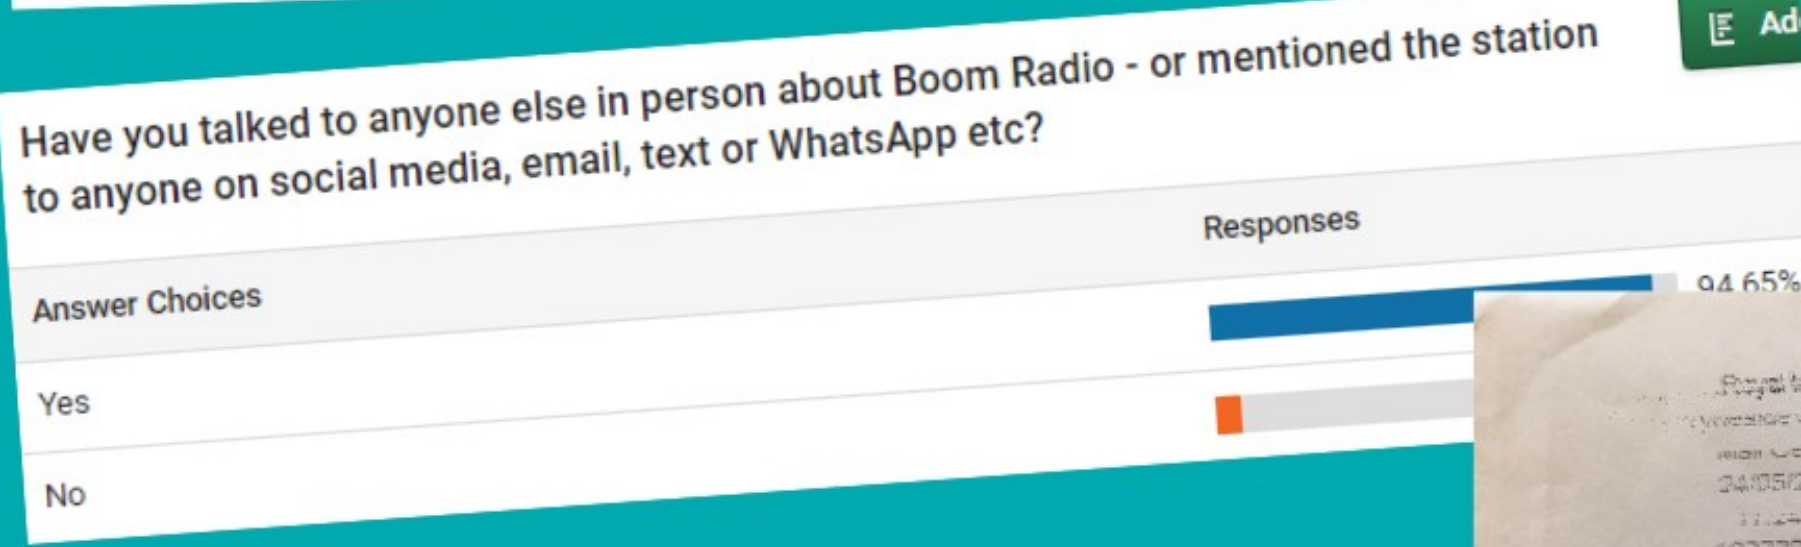 Have you talked to anyone else in person about Boom Radio - or mentioned the station
to anyone on social media, email, text or WhatsApp etc?
Answer Choices
Responses
Yes
94.65%
No